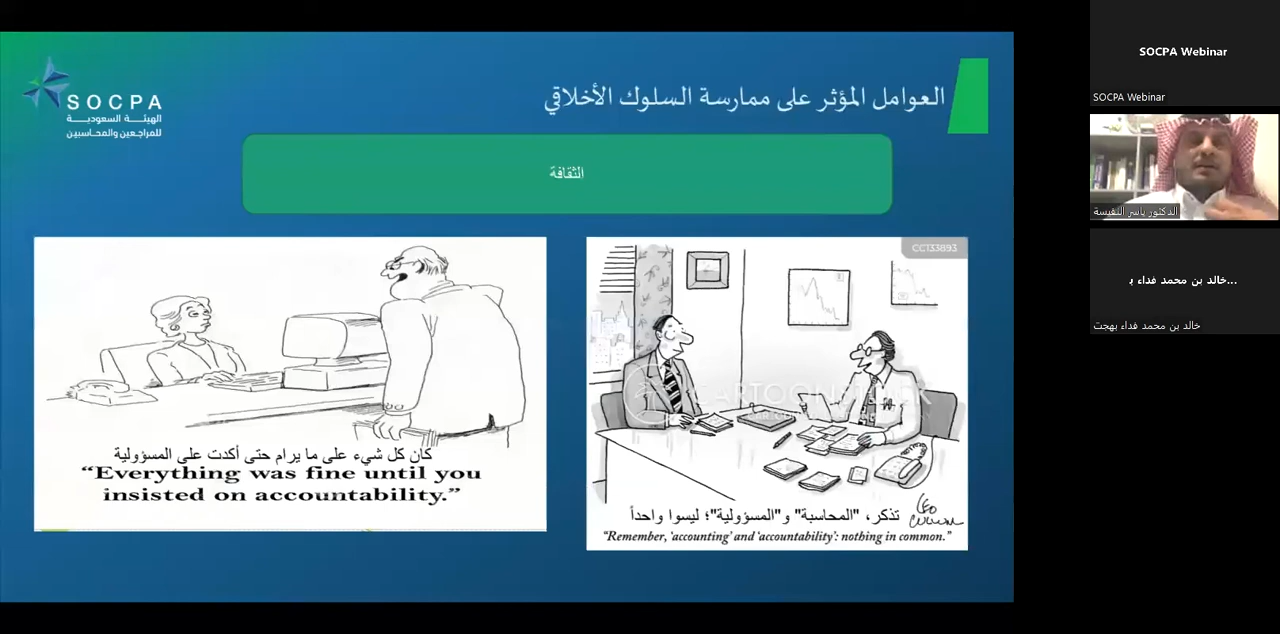 SOCPA
الهيئة السعودية
للمراجعين والمحاسبين
العوامل المؤثر على ممارسة السلوك الأخلاقي
الثقافة
كان كل شيء على ما يرام حتى أكدت على المسؤولية
“Everything was fine until you
insisted on accountability.”
CC133893
CARTOONSTOCK
تذكر، "المحاسبة" و"المسؤولية"؛ ليسوا واحداً
“Remember, ‘accounting’ and ‘accountability’: nothing in common.”
SOCPA Webinar
SOCPA Webinar
الدكتور ياسر النفيسة
خالد بن محمد فداء ب...
خالد بن محمد فداء بهجت